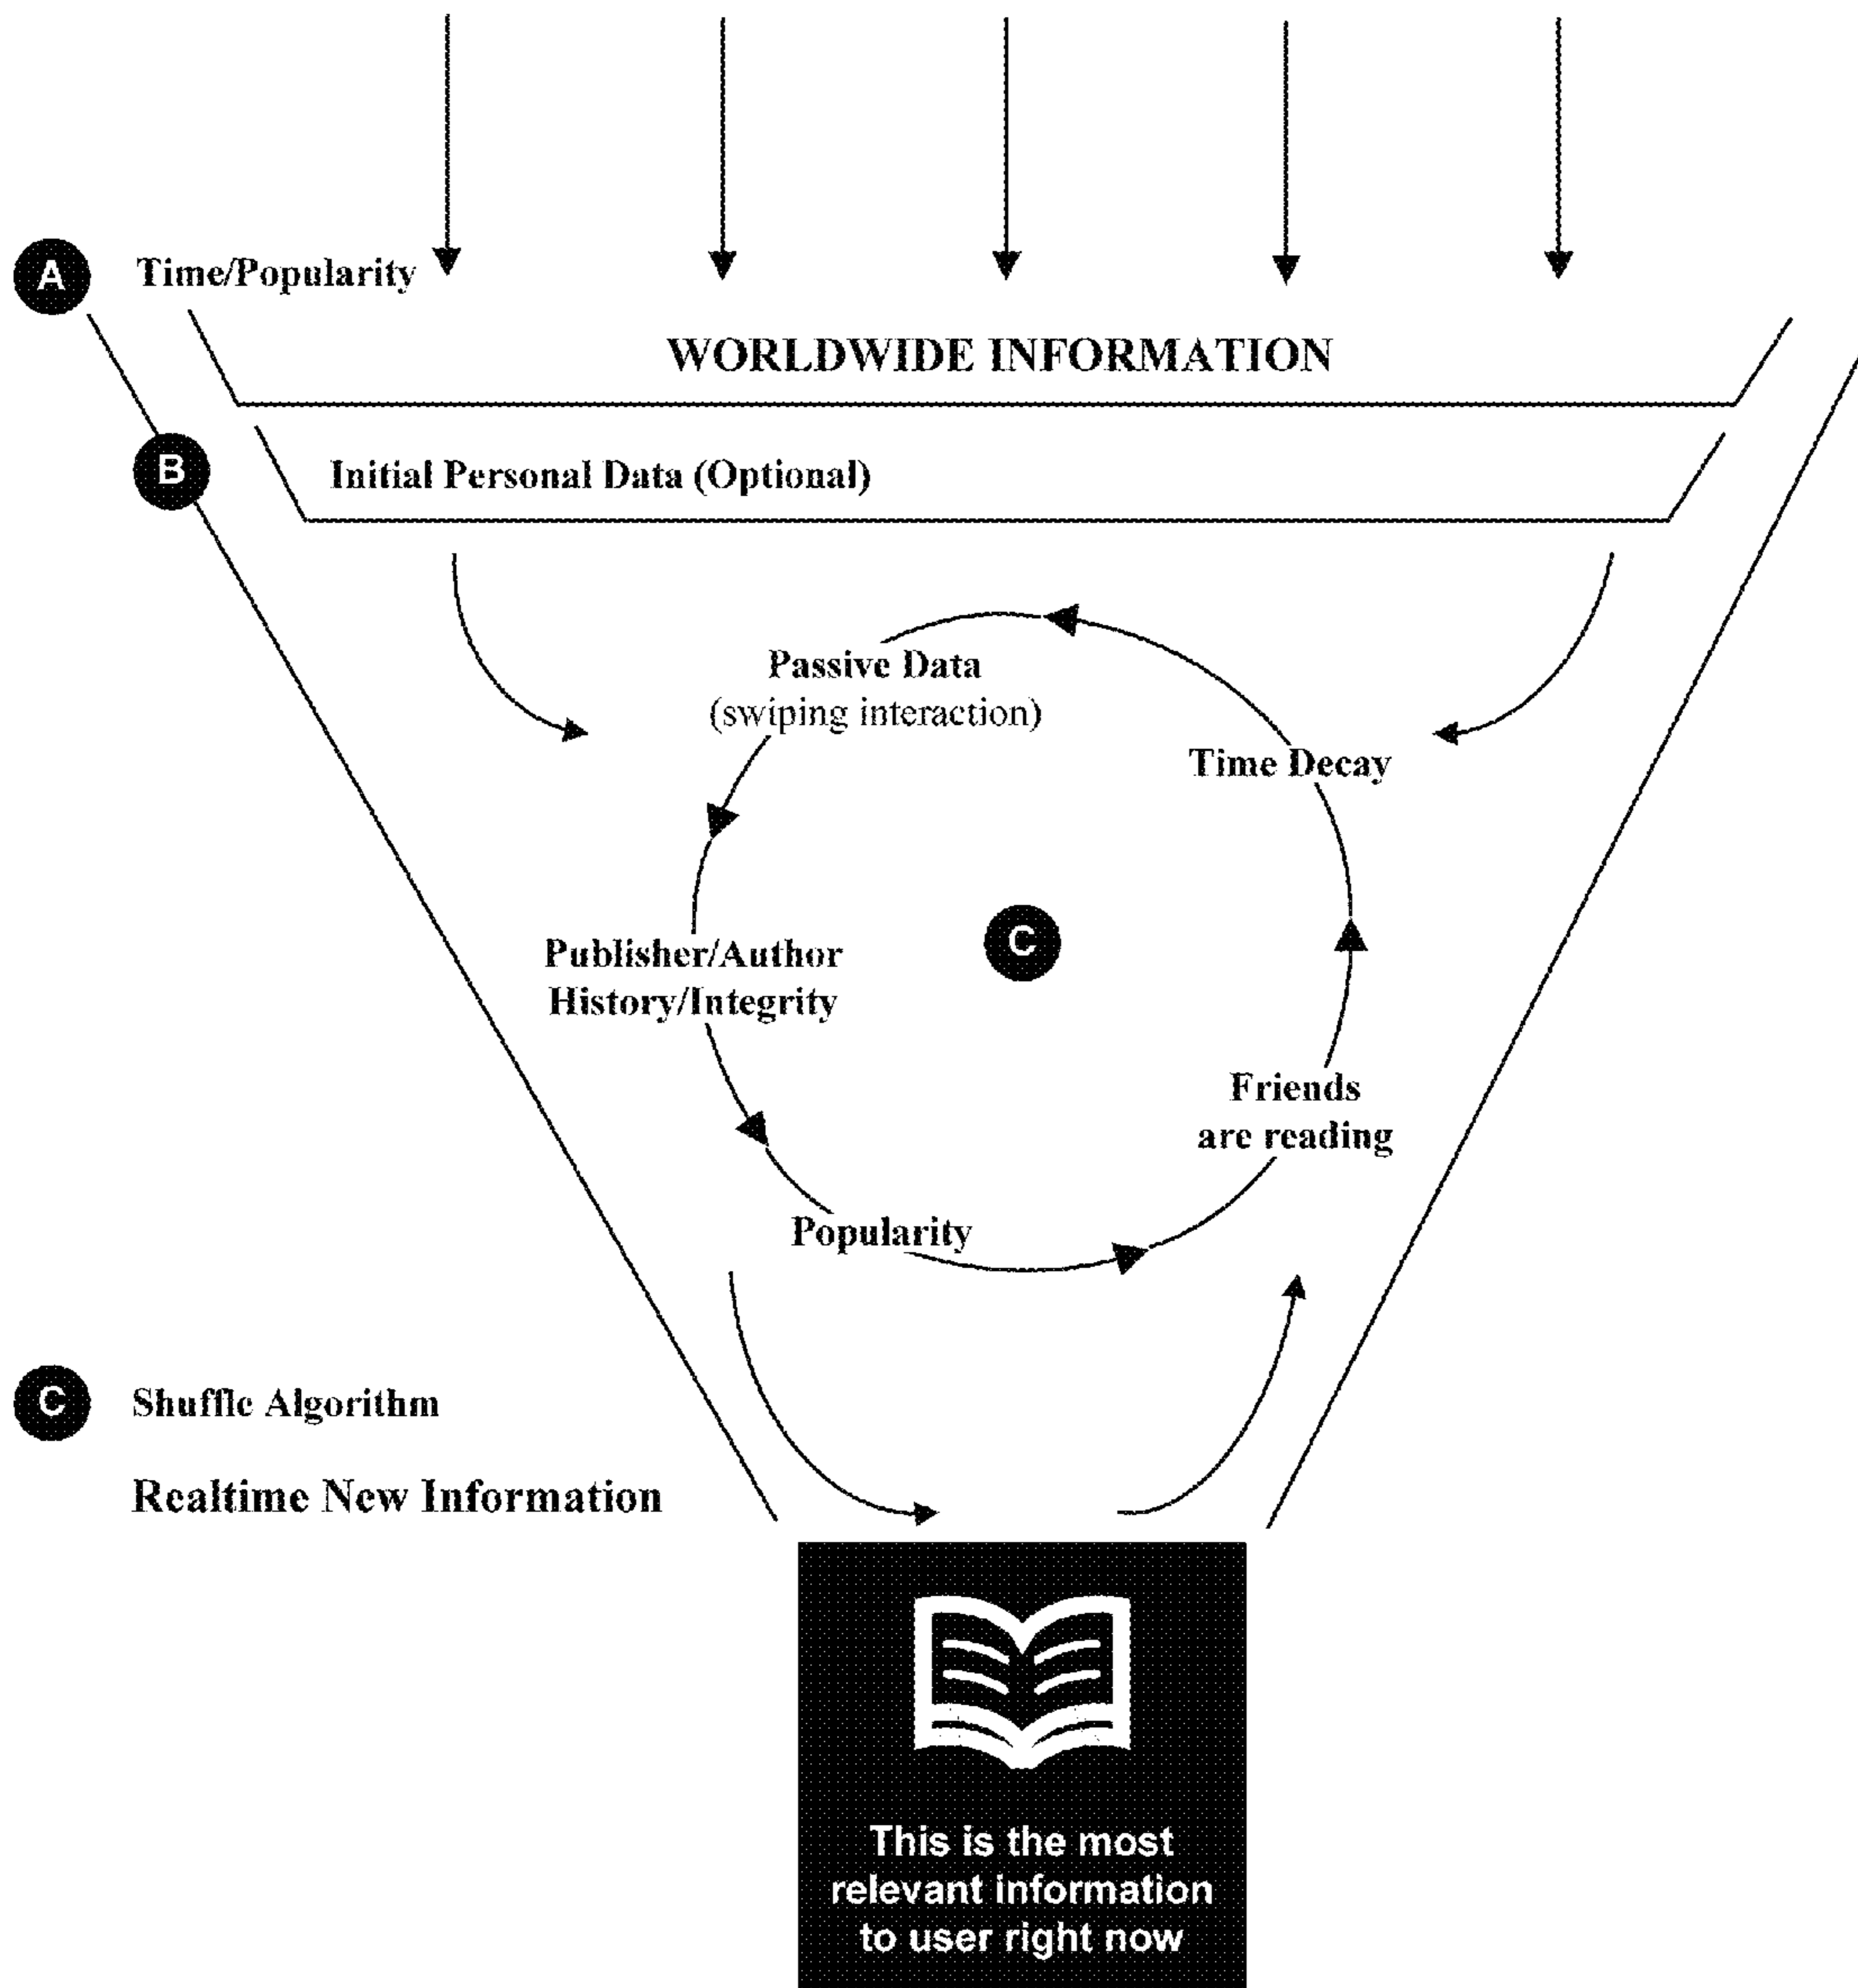 A Time/Popularity
WORLDWIDE INFORMATION
B Initial Personal Data (Optional)
Passive Data
(swiping interaction)
Time Decay
C
Publisher/Author
History/Integrity
Friends
are reading
Popularity
C Shuffle Algorithm
Realtime New Information
This is the most
relevant information
to user right now